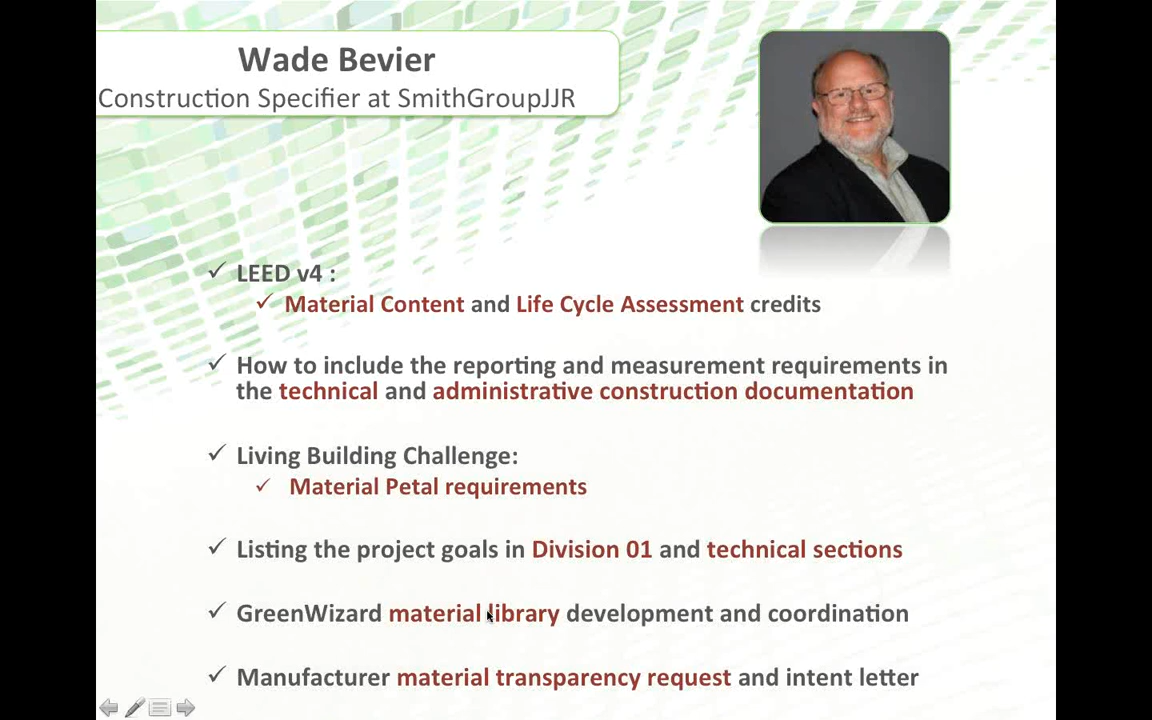 Wade Bevier
Construction Specifier at SmithGroupJJR
✓ LEED v4 :
✓ Material Content and Life Cycle Assessment credits
✓ How to include the reporting and measurement requirements in
the technical and administrative construction documentation
✓ Living Building Challenge:
✓ Material Petal requirements
✓ Listing the project goals in Division 01 and technical sections
✓ GreenWizard material library development and coordination
✓ Manufacturer material transparency request and intent letter